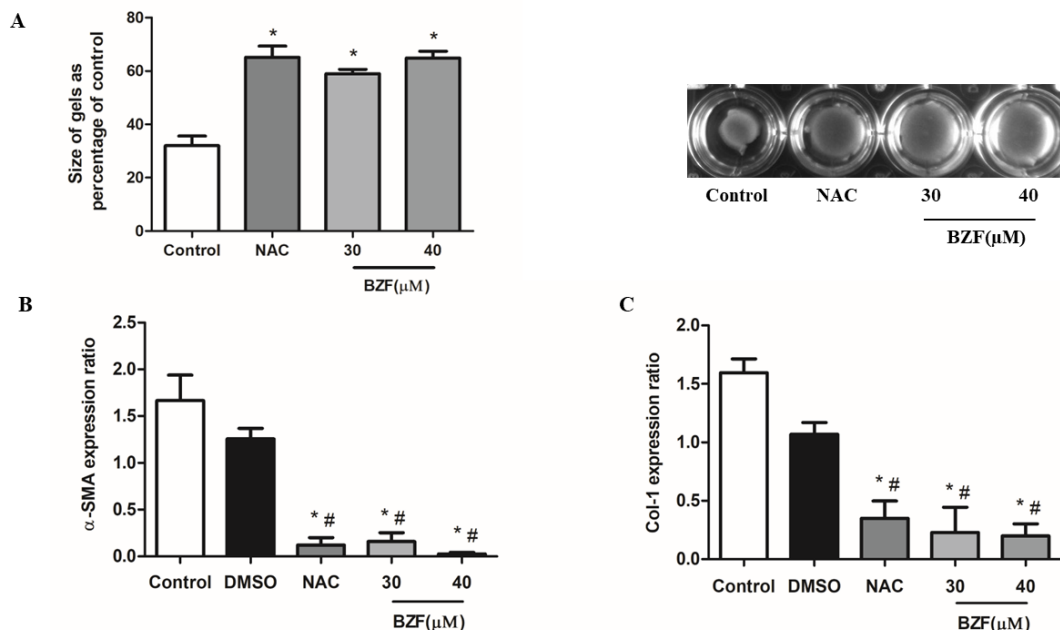 A
Size of gels as
percentage of control
80
60
40
20
0
* * *
Control NAC 30 40
BZF(μM)
Control NAC 30 40
BZF(μM)
B
α-SMA expression ratio
2.5
2.0
1.5
1.0
0.5
0.0
* # * # * #
Control DMSO NAC 30 40
BZF(μM)
C
Col-1 expression ratio
2.0
1.5
1.0
0.5
0.0
* # * # * #
Control DMSO NAC 30 40
BZF(μM)